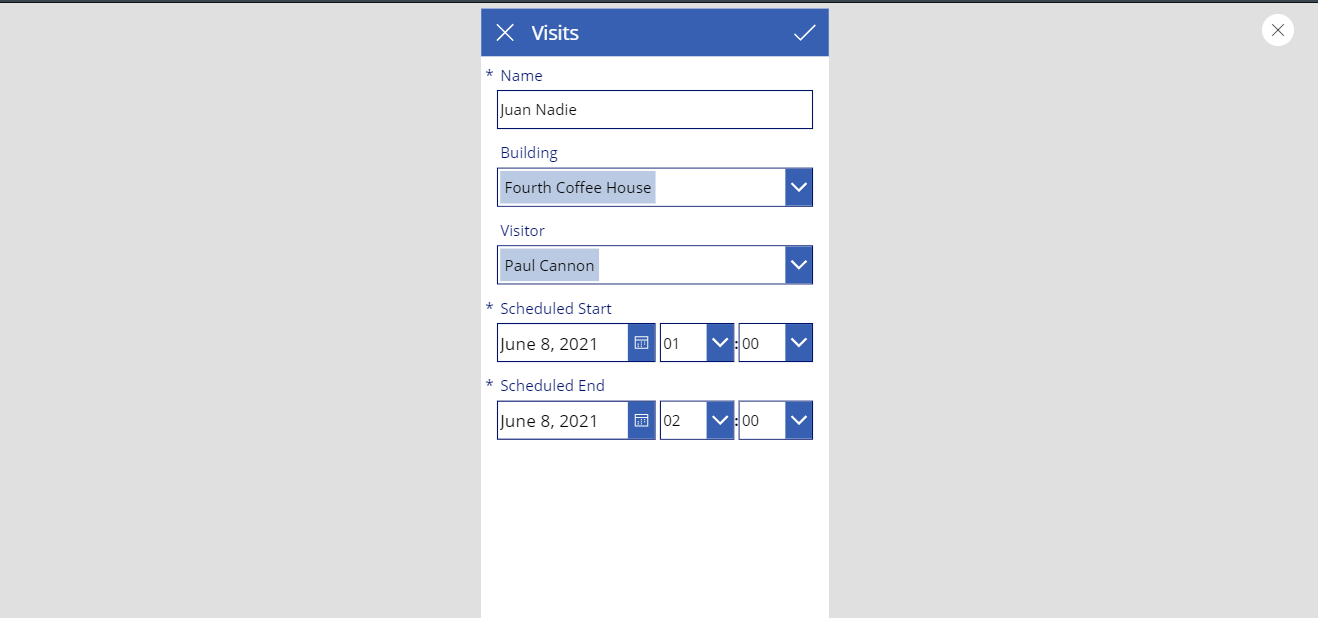 Visits
* Name
Juan Nadie
Building
Fourth Coffee House
Visitor
Paul Cannon
* Scheduled Start
June 8, 2021 01 : 00
* Scheduled End
June 8, 2021 02 : 00